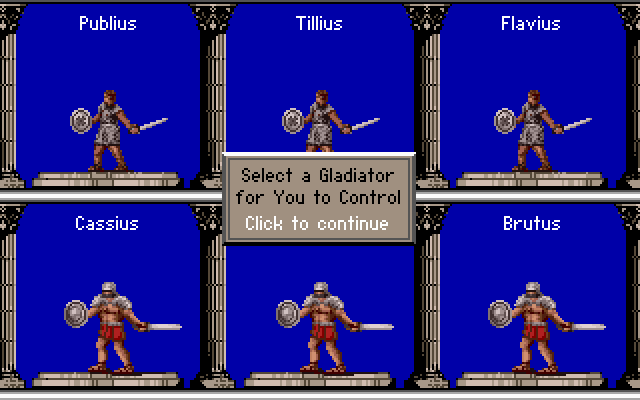 Publius
Tillius
Flavius
Select a Gladiator
for You to Control
Click to continue
Cassius
Brutus